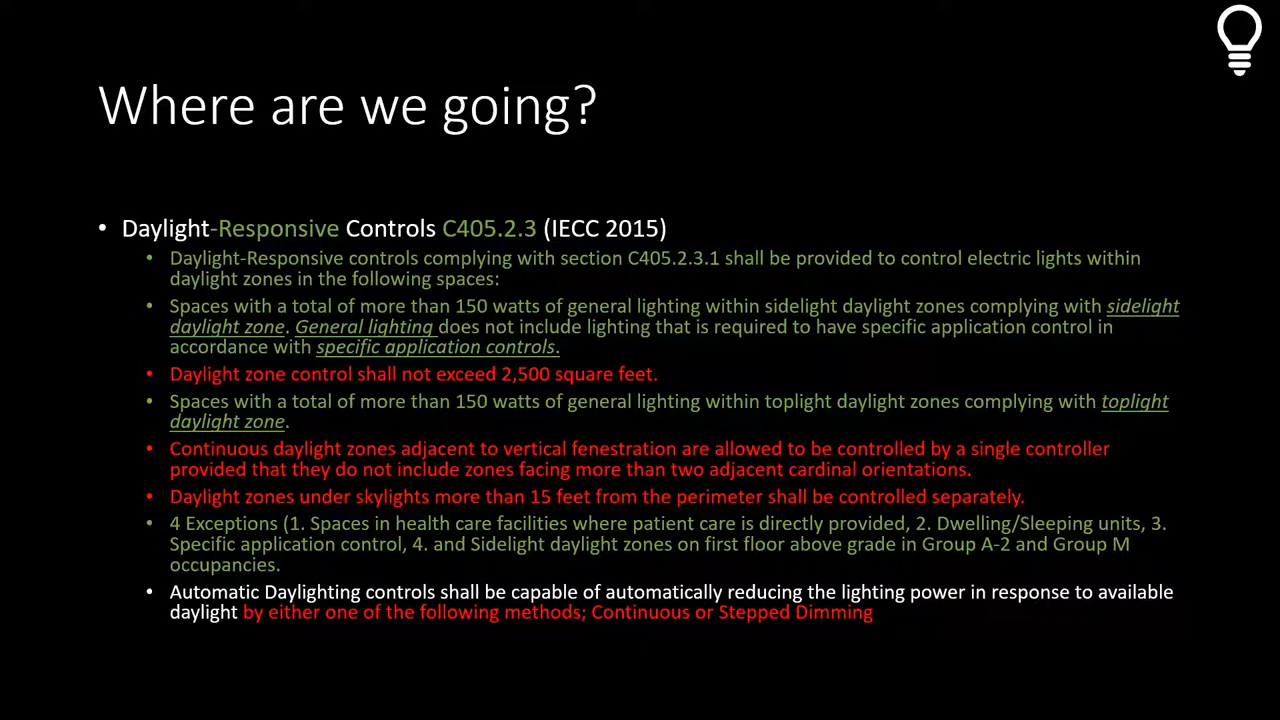 Where are we going?
• Daylight-Responsive Controls C405.2.3 (IECC 2015)
• Daylight-Responsive controls complying with section C405.2.3.1 shall be provided to control electric lights within
daylight zones in the following spaces:
• Spaces with a total of more than 150 watts of general lighting within sidelight daylight zones complying with sidelight
daylight zone. General lighting does not include lighting that is required to have specific application control in
accordance with specific application controls.
• Daylight zone control shall not exceed 2,500 square feet.
• Spaces with a total of more than 150 watts of general lighting within toplight daylight zones complying with toplight
daylight zone.
• Continuous daylight zones adjacent to vertical fenestration are allowed to be controlled by a single controller
provided that they do not include zones facing more than two adjacent cardinal orientations.
• Daylight zones under skylights more than 15 feet from the perimeter shall be controlled separately.
• 4 Exceptions (1. Spaces in health care facilities where patient care is directly provided, 2. Dwelling/Sleeping units, 3.
Specific application control, 4. and Sidelight daylight zones on first floor above grade in Group A-2 and Group M
occupancies.
• Automatic Daylighting controls shall be capable of automatically reducing the lighting power in response to available
daylight by either one of the following methods; Continuous or Stepped Dimming